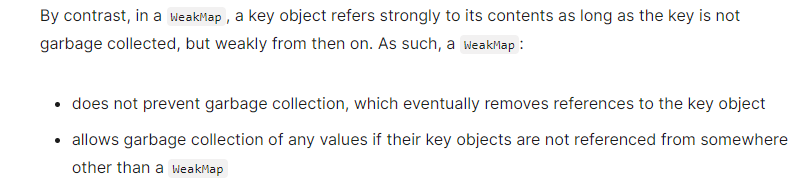 By contrast, in a WeakMap, a key object refers strongly to its contents as long as the key is not
garbage collected, but weakly from then on. As such, a WeakMap:
• does not prevent garbage collection, which eventually removes references to the key object
• allows garbage collection of any values if their key objects are not referenced from somewhere
other than a WeakMap